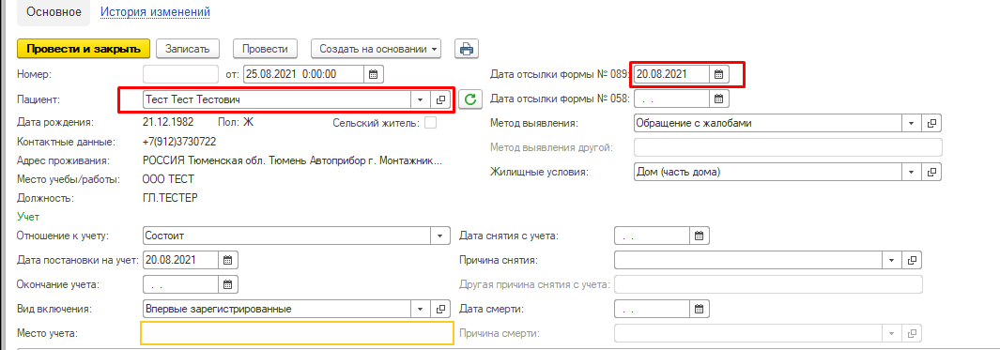 Основное История изменений
Провести и закрыть Записать Провести Создать на основании
Номер: от: 25.08.2021 0:00:00 Дата отсылки формы № 089: 20.08.2021
Пациент: Тест Тест Тестович Дата отсылки формы № 058: . .
Дата рождения: 21.12.1982 Пол: Ж Сельский житель: Метод выявления: Обращение с жалобами
Контактные данные: +7(912)3730722 Метод выявления другой:
Адрес проживания: РОССИЯ Тюменская обл. Тюмень Автоприбор г. Монтажник... Жилищные условия: Дом (часть дома)
Место учебы/работы: ООО ТЕСТ
Должность: ГЛ.ТЕСТЕР
Учет
Отношение к учету: Состоит Дата снятия с учета: . .
Дата постановки на учет: 20.08.2021 Причина снятия:
Окончание учета: . . Другая причина снятия с учета:
Вид включения: Впервые зарегистрированные Дата смерти: . .
Место учета: Причина смерти: